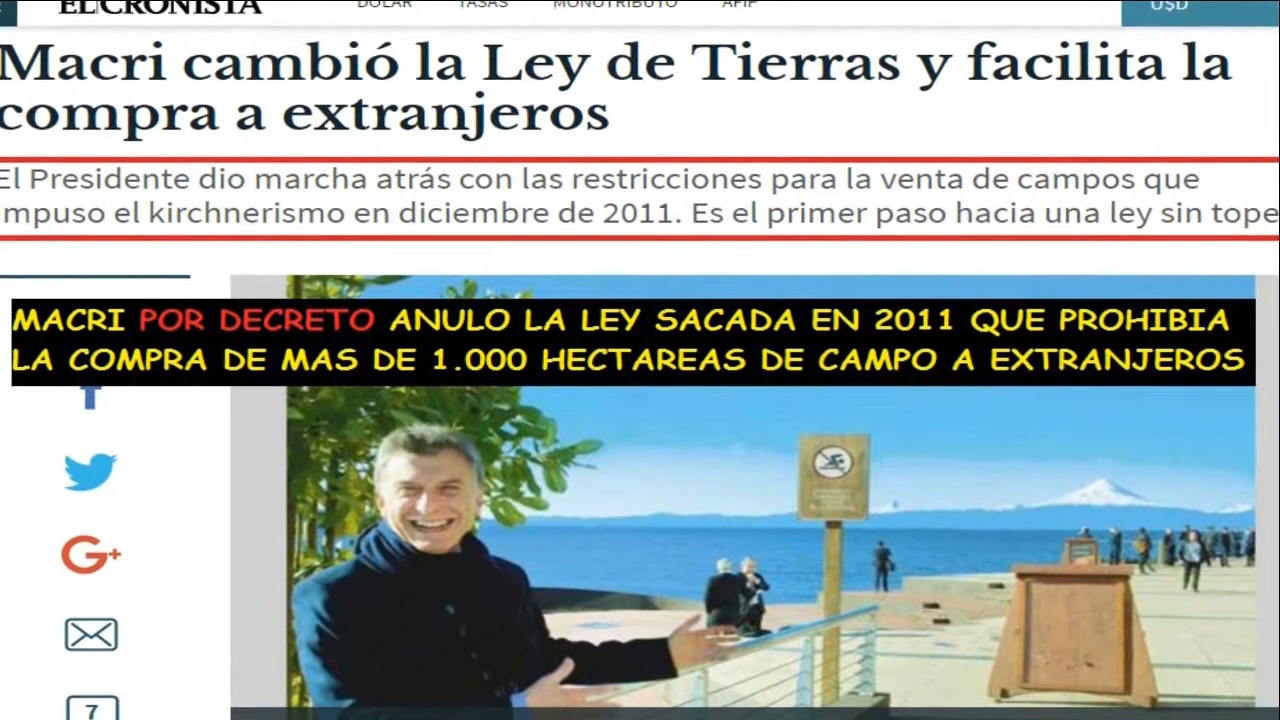 EL CRONISTA
DÓLAR TASAS MONOTRIBUTO AFIP
U$D
Macri cambió la Ley de Tierras y facilita la
compra a extranjeros
El Presidente dio marcha atrás con las restricciones para la venta de campos que
impuso el kirchnerismo en diciembre de 2011. Es el primer paso hacia una ley sin tope
MACRI POR DECRETO ANULO LA LEY SACADA EN 2011 QUE PROHIBIA
LA COMPRA DE MAS DE 1.000 HECTAREAS DE CAMPO A EXTRANJEROS
G+
7